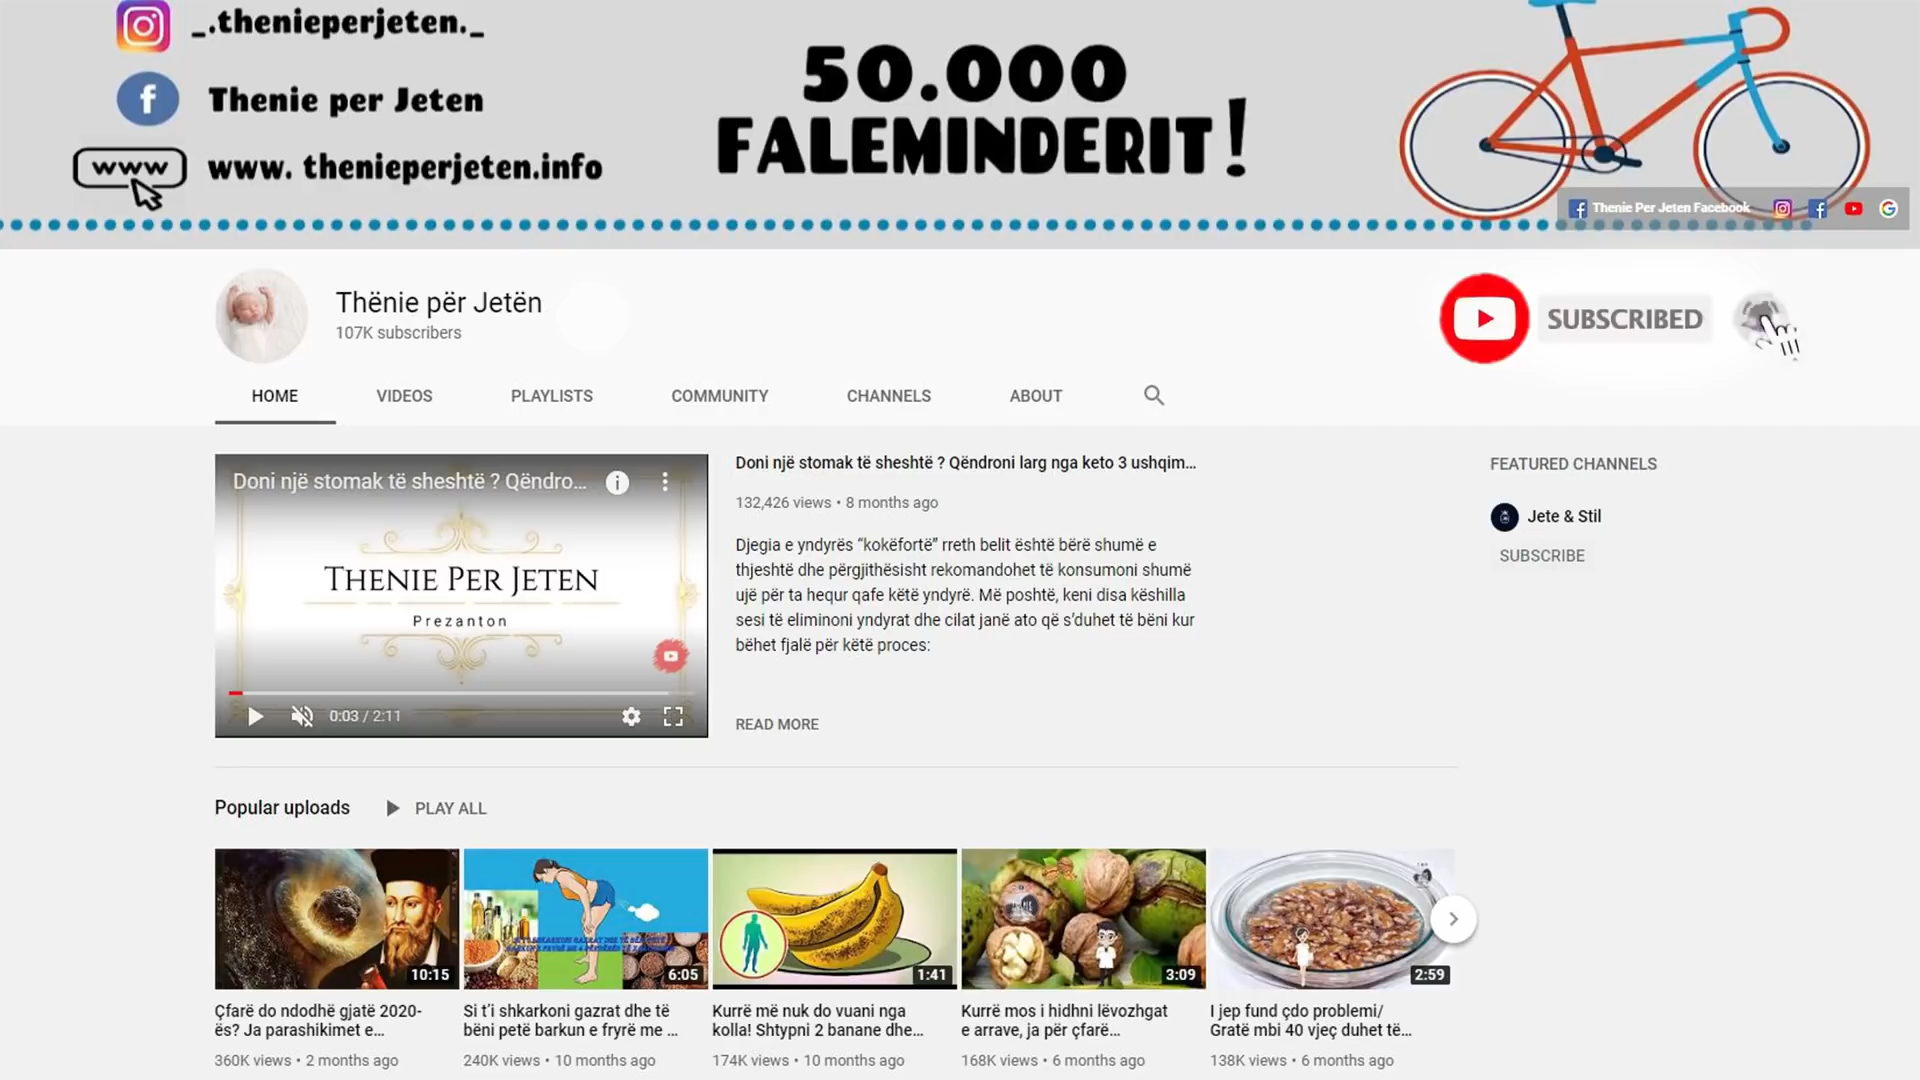 _.thenieperjeten._
Thenie per Jeten
www
www. thenieperjeten.info
50.000
FALEMINDERIT!
Thenie Per Jeten Facebook
Thënie për Jetën
107K subscribers
SUBSCRIBED
HOME
VIDEOS
PLAYLISTS
COMMUNITY
CHANNELS
ABOUT
Doni një stomak të sheshtë ? Qëndro...
THENIE PER JETEN
Prezanton
0:03 / 2:11
Doni një stomak të sheshtë ? Qëndroni larg nga keto 3 ushqim...
132,426 views • 8 months ago
Djegia e yndyrës “kokëfortë” rreth belit është bërë shumë e
thjeshtë dhe përgjithësisht rekomandohet të konsumoni shumë
ujë për ta hequr qafe këtë yndyrë. Më poshtë, keni disa këshilla
sesi të eliminoni yndyrat dhe cilat janë ato që s’duhet të bëni kur
bëhet fjalë për këtë proces:
READ MORE
FEATURED CHANNELS
Jete & Stil
SUBSCRIBE
Popular uploads
PLAY ALL
10:15
6:05
1:41
3:09
2:59
Çfarë do ndodhë gjatë 2020-
ës? Ja parashikimet e...
360K views • 2 months ago
Si t’i shkarkoni gazrat dhe të
bëni petë barkun e fryrë me ...
240K views • 10 months ago
Kurrë më nuk do vuani nga
kolla! Shtypni 2 banane dhe...
174K views • 10 months ago
Kurrë mos i hidhni lëvozhgat
e arrave, ja për çfarë...
168K views • 6 months ago
I jep fund çdo problemi/
Gratë mbi 40 vjeç duhet të...
138K views • 6 months ago